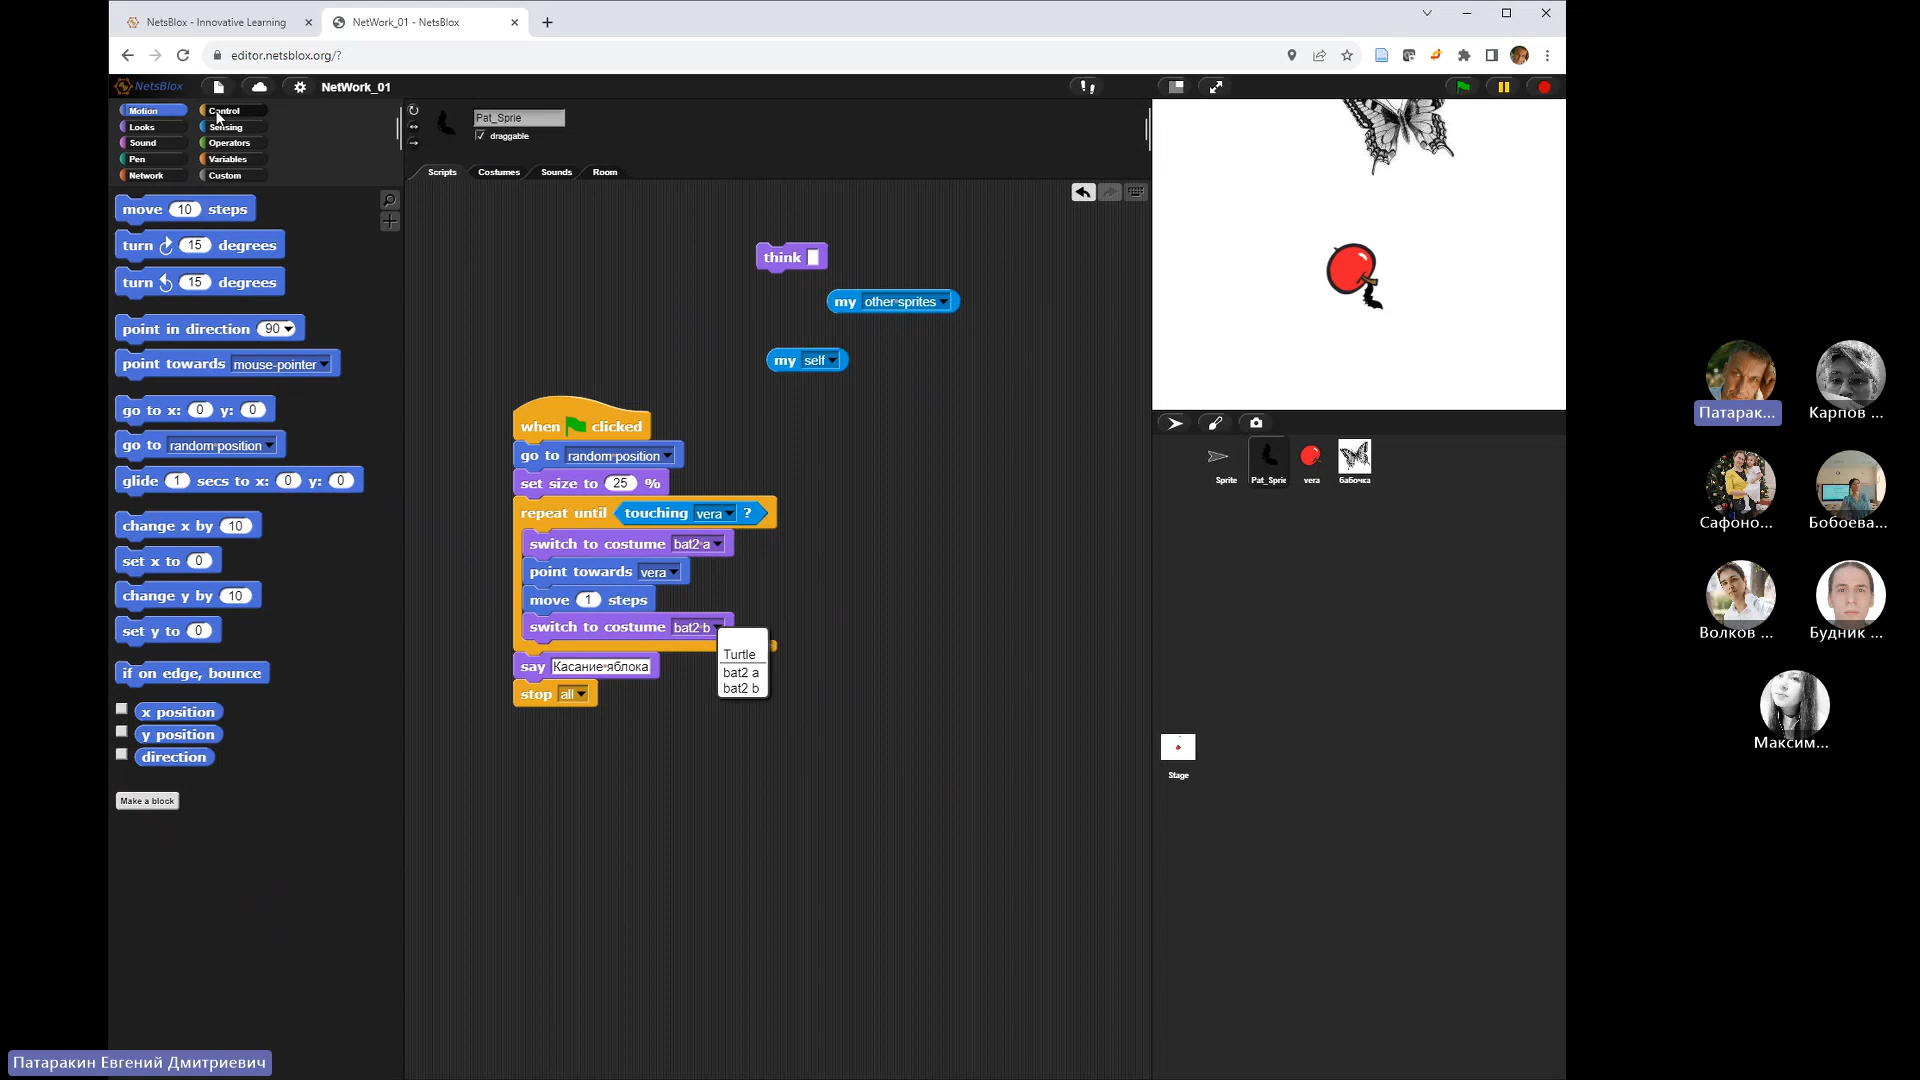 NetsBlox - Innovative Learning
NetWork_01 - NetsBlox
editor.netsblox.org/?
NetsBlox
NetWork_01
Motion
Control
Looks
Sensing
Sound
Operators
Pen
Variables
Network
Custom
Pat_Sprie
draggable
Scripts
Costumes
Sounds
Room
move 10 steps
turn 15 degrees
turn 15 degrees
point in direction 90
point towards mouse-pointer
go to x: 0 y: 0
go to random position
glide 1 secs to x: 0 y: 0
change x by 10
set x to 0
change y by 10
set y to 0
if on edge, bounce
x position
y position
direction
Make a block
think
my other sprites
my self
when clicked
go to random position
set size to 25 %
repeat until touching vera ?
switch to costume bat2 a
point towards vera
move 1 steps
switch to costume bat2 b
say Касание яблока
stop all
Turtle
bat2 a
bat2 b
Sprite
Pat_Sprie
vera
бабочка
Stage
Патарак...
Карпов ...
Сафоно...
Бобоева...
Волков ...
Будник ...
Максим...
Патаракин Евгений Дмитриевич